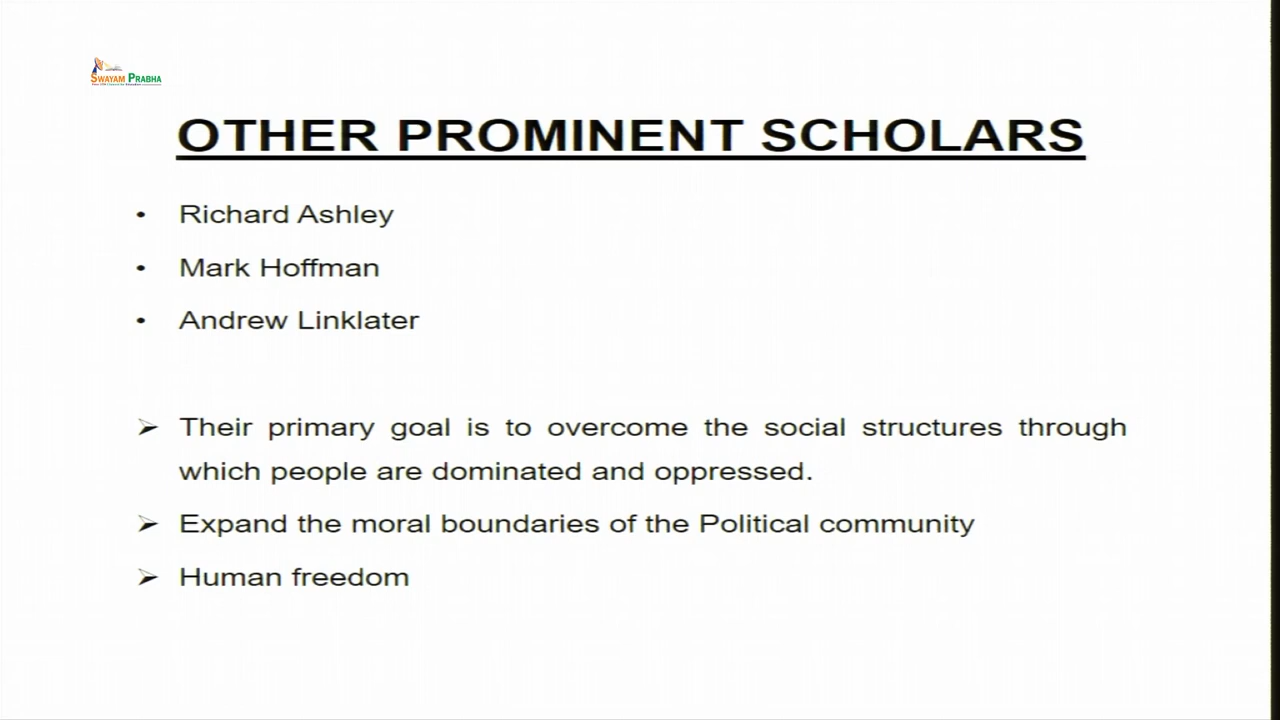 SWAYAM PRABHA
OTHER PROMINENT SCHOLARS
• Richard Ashley
• Mark Hoffman
• Andrew Linklater
➢ Their primary goal is to overcome the social structures through
which people are dominated and oppressed.
➢ Expand the moral boundaries of the Political community
➢ Human freedom